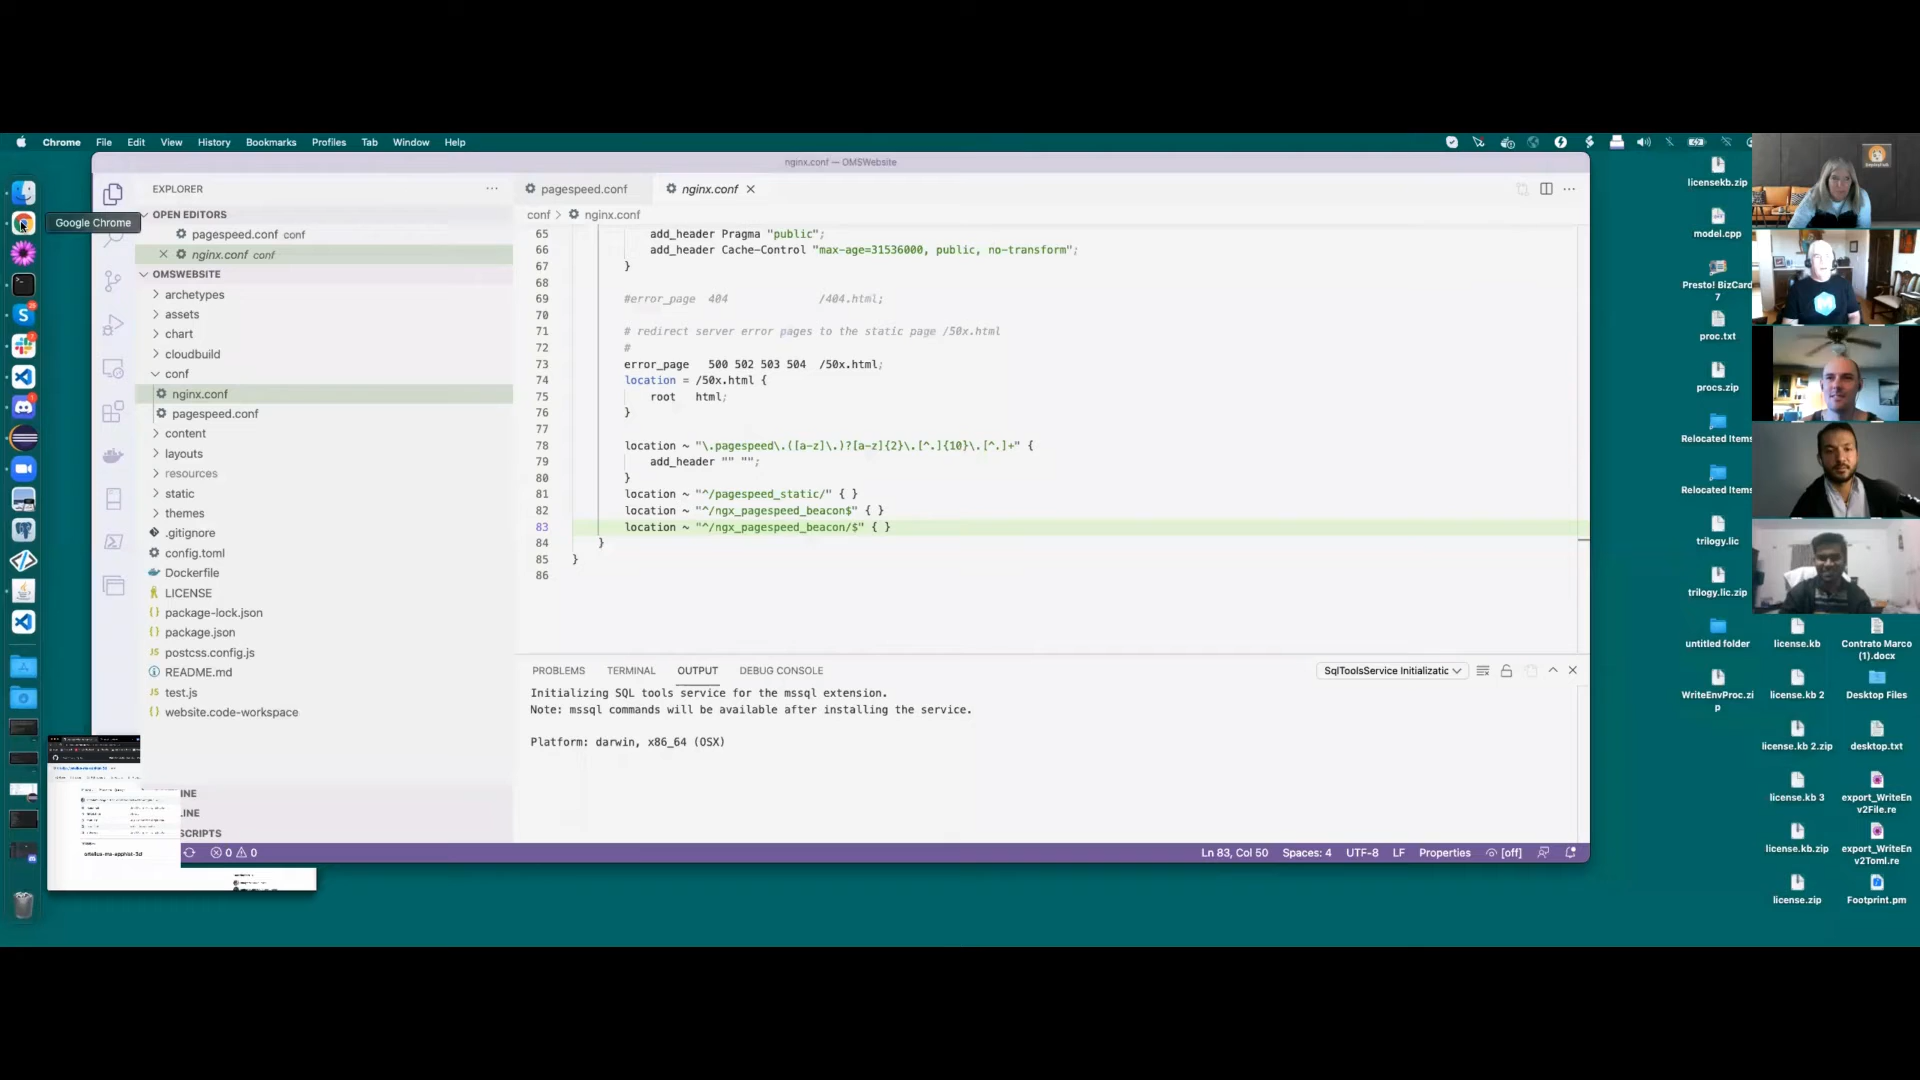 Chrome File Edit View History Bookmarks Profiles Tab Window Help
nginx.conf — OMSWebsite
Google Chrome
EXPLORER
OPEN EDITORS
pagespeed.conf conf
nginx.conf conf
OMSWEBSITE
archetypes
assets
chart
cloudbuild
conf
nginx.conf
pagespeed.conf
content
layouts
resources
static
themes
.gitignore
config.toml
Dockerfile
LICENSE
package-lock.json
package.json
postcss.config.js
README.md
test.js
website.code-workspace
INE
LINE
SCRIPTS
pagespeed.conf nginx.conf
conf > nginx.conf
65 add_header Pragma "public";
66 add_header Cache-Control "max-age=31536000, public, no-transform";
67 }
68
69 #error_page 404 /404.html;
70
71 # redirect server error pages to the static page /50x.html
72 #
73 error_page 500 502 503 504 /50x.html;
74 location = /50x.html {
75 root html;
76 }
77
78 location ~ "\.pagespeed\.([a-z]\.)?[a-z]{2}\.[^.]{10}\.[^.]+" {
79 add_header "" "";
80 }
81 location ~ "^/pagespeed_static/" { }
82 location ~ "^/ngx_pagespeed_beacon$" { }
83 location ~ "^/ngx_pagespeed_beacon/$" { }
84 }
85 }
86
PROBLEMS TERMINAL OUTPUT DEBUG CONSOLE SqlToolsService Initializatic
Initializing SQL tools service for the mssql extension.
Note: mssql commands will be available after installing the service.
Platform: darwin, x86_64 (OSX)
0 0 Ln 83, Col 50 Spaces: 4 UTF-8 LF Properties [off]
licensekb.zip
model.cpp
Presto! BizCard
7
proc.txt
procs.zip
Relocated Items
Relocated Items
trilogy.lic
trilogy.lic.zip
untitled folder license.kb Contrato Marco
(1).docx
WriteEnvProc.zi
p
license.kb 2 Desktop Files
license.kb 2.zip desktop.txt
license.kb 3 export_WriteEn
v2File.re
license.kb.zip export_WriteEn
v2Toml.re
license.zip Footprint.pm